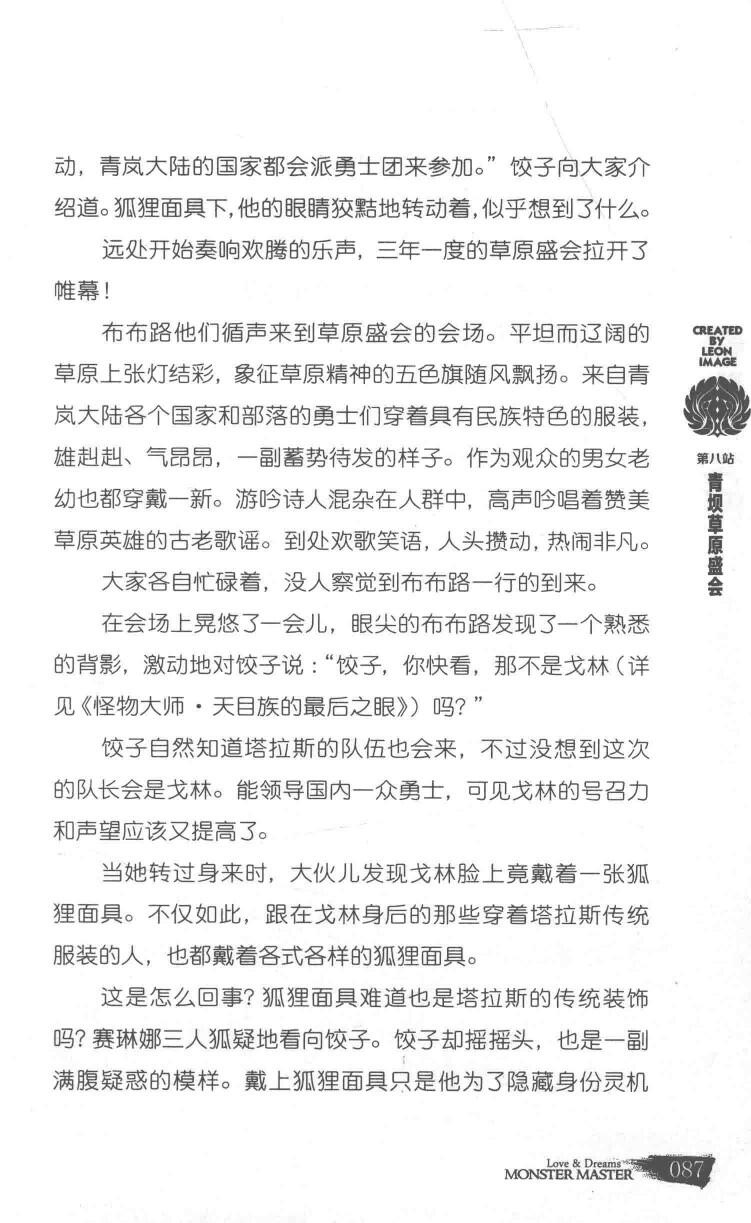 动，青岚大陆的国家都会派勇士团来参加。”饺子向大家介
绍道。狐狸面具下，他的眼睛狡黠地转动着，似乎想到了什么。
远处开始奏响欢腾的乐声，三年一度的草原盛会拉开了
帷幕！
布布路他们循声来到草原盛会的会场。平坦而辽阔的
草原上张灯结彩，象征草原精神的五色旗随风飘扬。来自青
岚大陆各个国家和部落的勇士们穿着具有民族特色的服装，
雄赳赳、气昂昂，一副蓄势待发的样子。作为观众的男女老
幼也都穿戴一新。游吟诗人混杂在人群中，高声吟唱着赞美
草原英雄的古老歌谣。到处欢歌笑语，人头攒动，热闹非凡。
大家各自忙碌着，没人察觉到布布路一行的到来。
在会场上晃悠了一会儿，眼尖的布布路发现了一个熟悉
的背影，激动地对饺子说：“饺子，你快看，那不是戈林（详
见《怪物大师·天目族的最后之眼》）吗？”
饺子自然知道塔拉斯的队伍也会来，不过没想到这次
的队长会是戈林。能领导国内一众勇士，可见戈林的号召力
和声望应该又提高了。
当她转过身来时，大伙儿发现戈林脸上竟戴着一张狐
狸面具。不仅如此，跟在戈林身后的那些穿着塔拉斯传统
服装的人，也都戴着各式各样的狐狸面具。
这是怎么回事？狐狸面具难道也是塔拉斯的传统装饰
吗？赛琳娜三人狐疑地看向饺子。饺子却摇摇头，也是一副
满腹疑惑的模样。戴上狐狸面具只是他为了隐藏身份灵机
CREATED
BY
LEON
IMAGE
第八站
青坝草原盛会
Love & Dreams
MONSTER MASTER
087